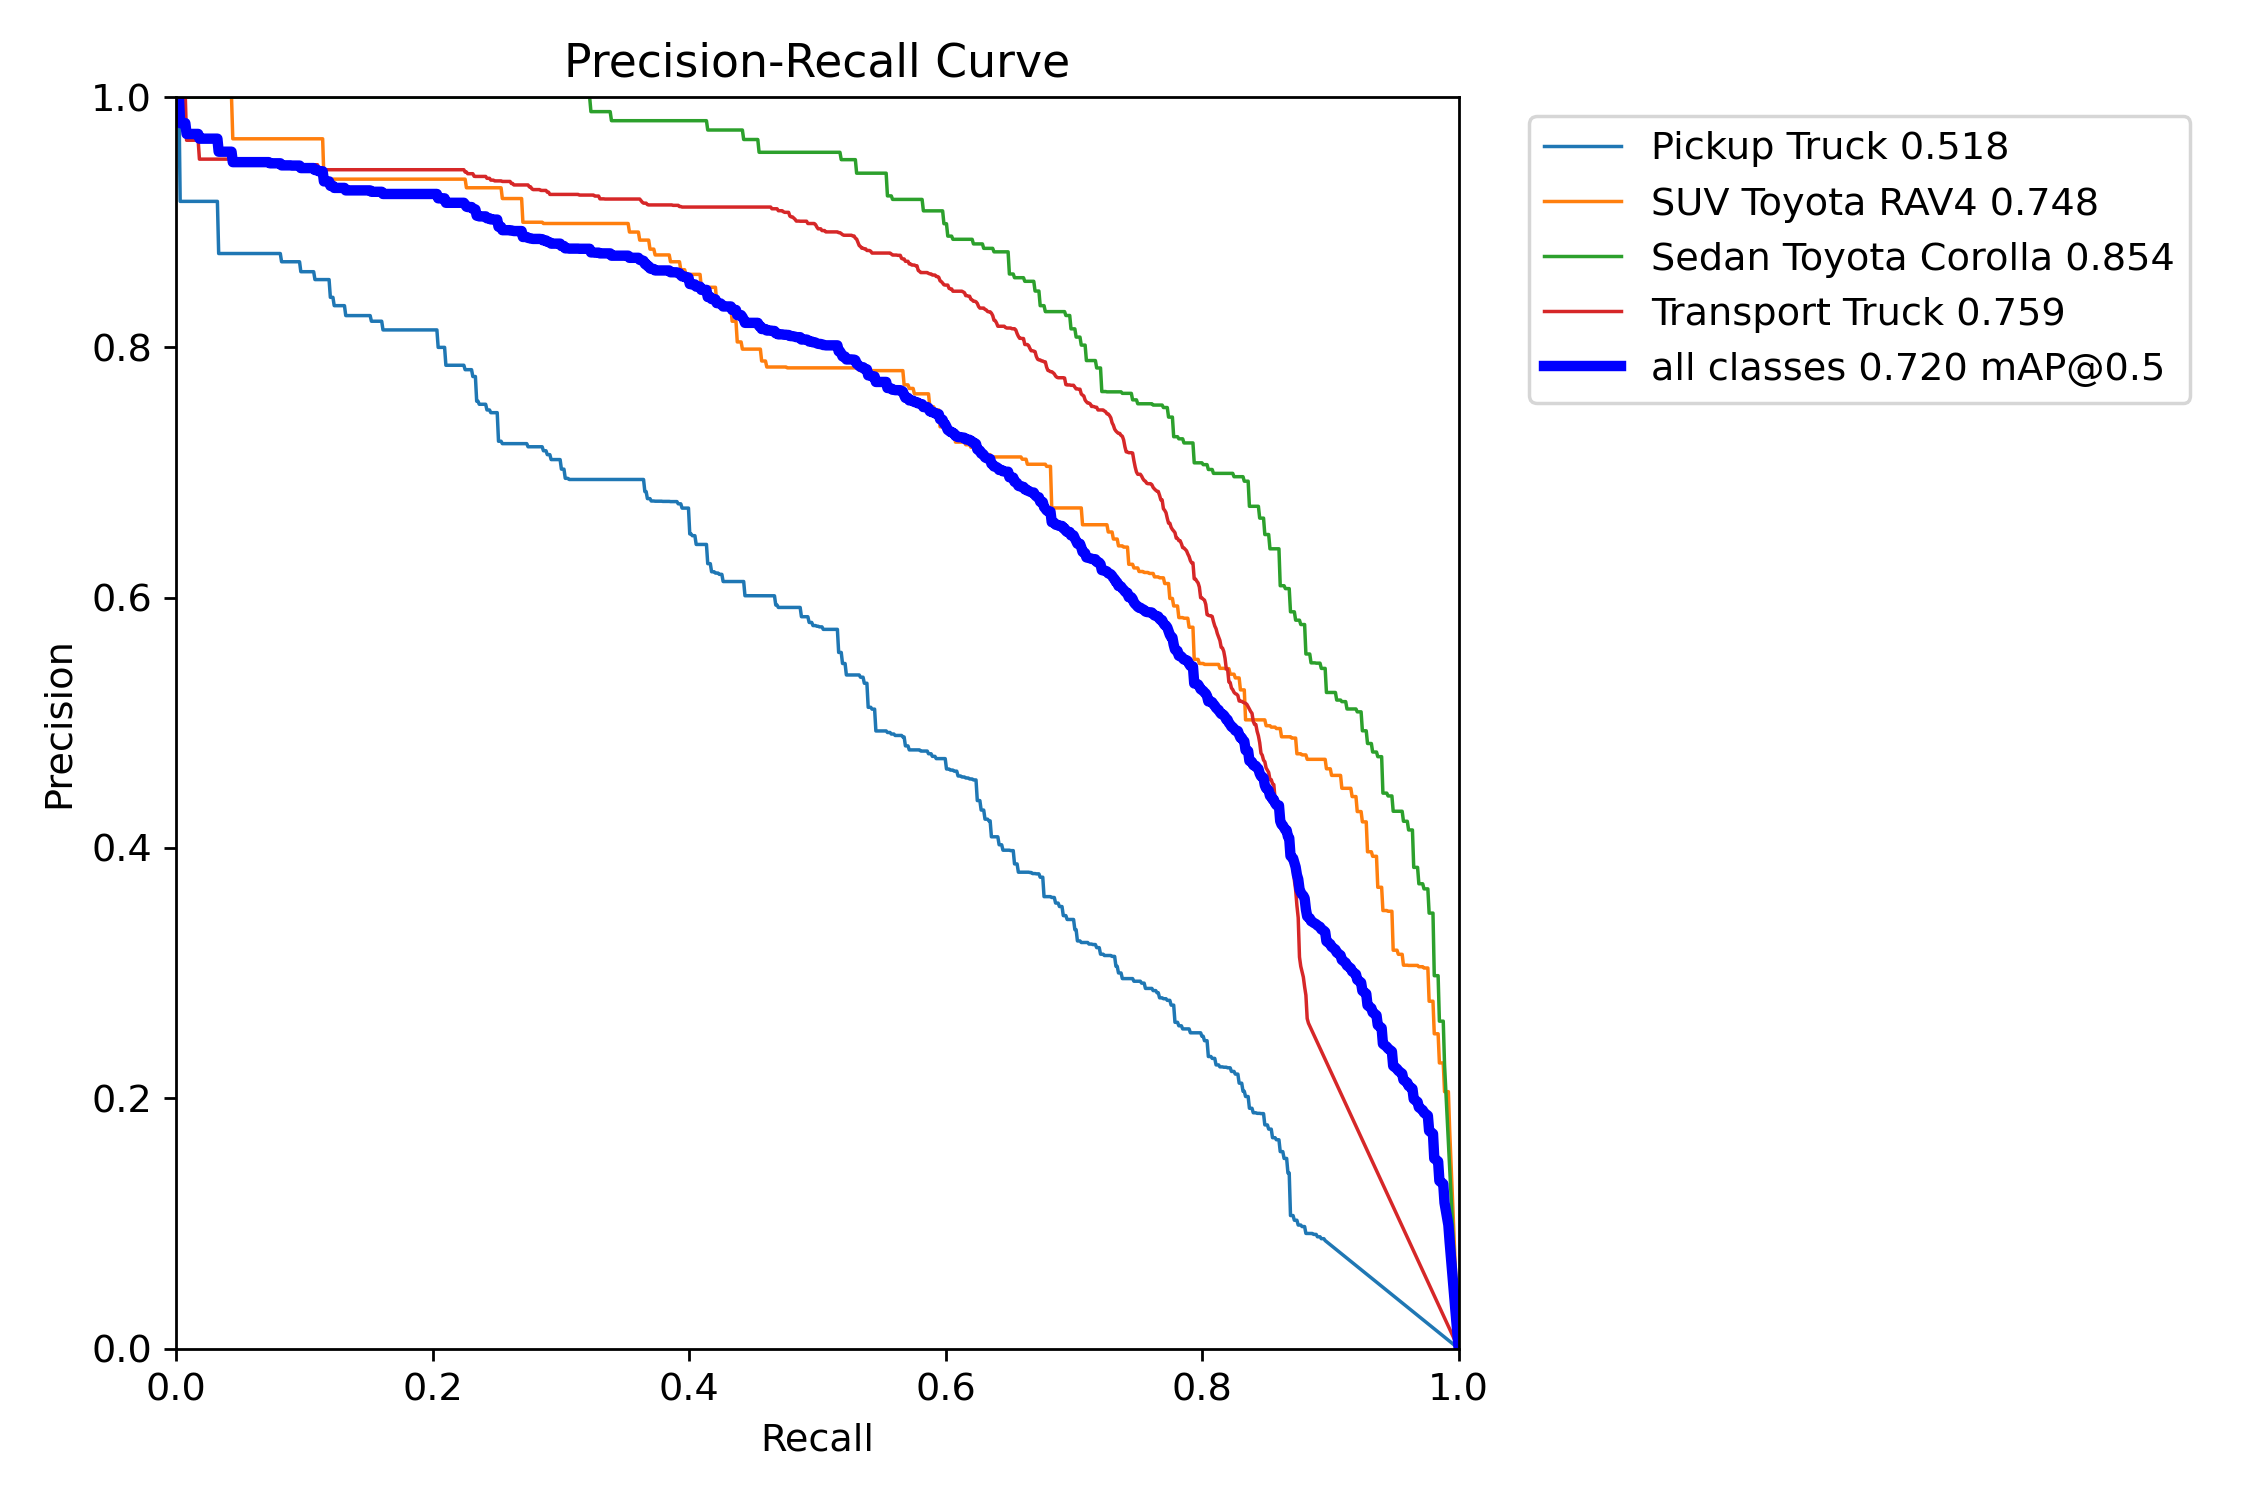 Precision-Recall Curve
1.0
0.8
0.6
0.4
0.2
0.0
Precision
0.0 0.2 0.4 0.6 0.8 1.0
Recall
Pickup Truck 0.518
SUV Toyota RAV4 0.748
Sedan Toyota Corolla 0.854
Transport Truck 0.759
all classes 0.720 mAP@0.5